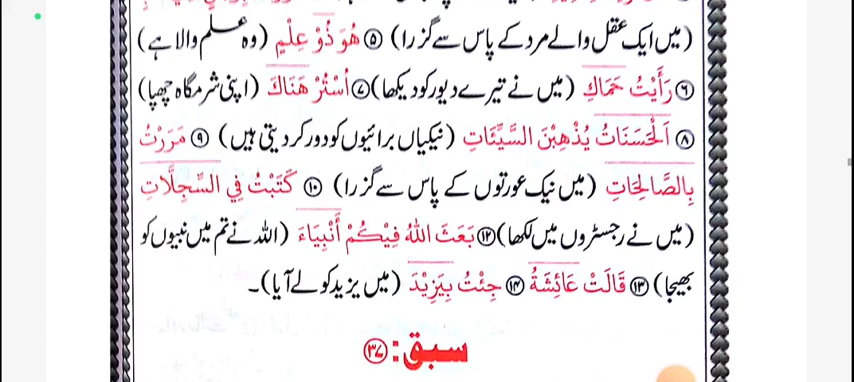 (میں ایک عقل والے مرد کے پاس سے گزرا) ⑤ هُوَ ذُوْ عِلْمٍ (وہ علم والا ہے)
⑥ رَأَيْتُ حَمَاكِ (میں نے تیرے دیور کو دیکھا) ⑦ اُسْتُرْ هَنَاكَ (اپنی شرمگاہ چھپا)
⑧ اَلْحَسَنَاتُ يُذْهِبْنَ السَّيِّئَاتِ (نیکیاں برائیوں کو دور کر دیتی ہیں) ⑨ مَرَرْتُ
بِالصَّالِحَاتِ (میں نیک عورتوں کے پاس سے گزرا) ⑩ كَتَبْتُ فِي السِّجِلَّاتِ
(میں نے رجسٹروں میں لکھا) ⑫ بَعَثَ اللهُ فِيْكُمْ أَنْبِيَاءَ (اللہ نے تم میں نبیوں کو
بھیجا) ⑬ قَالَتْ عَائِشَةُ ⑭ جِئْتُ بِيَزِيْدَ (میں یزید کو لے آیا)۔
سبق: ㊲